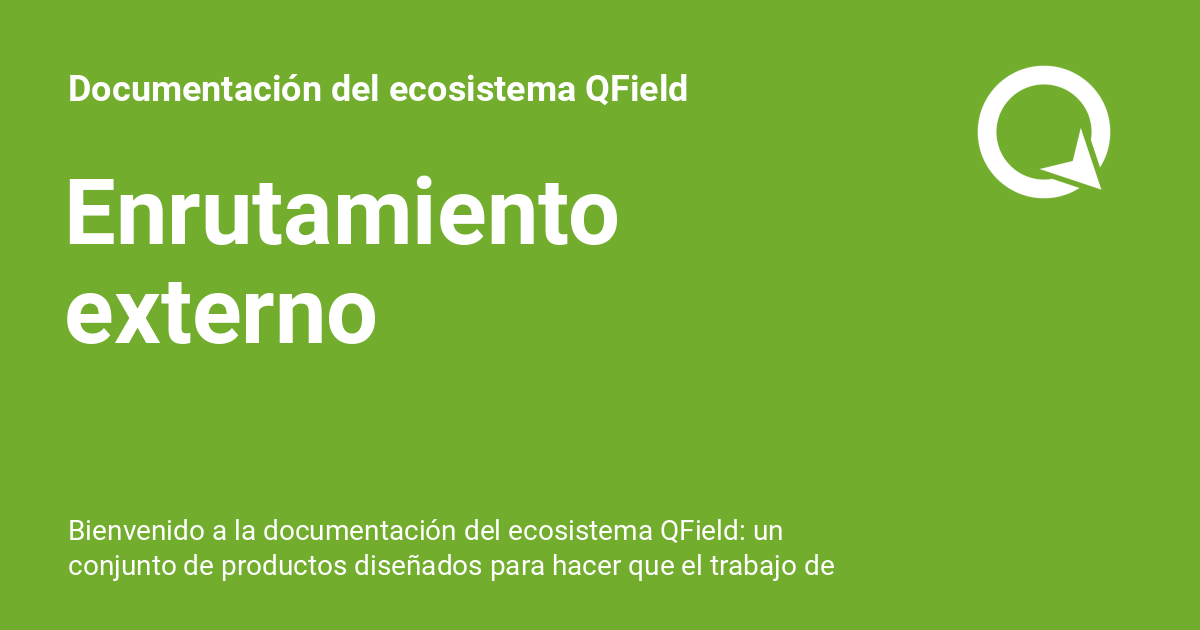 Documentación del ecosistema QField
Enrutamiento
externo
Bienvenido a la documentación del ecosistema QField: un
conjunto de productos diseñados para hacer que el trabajo de